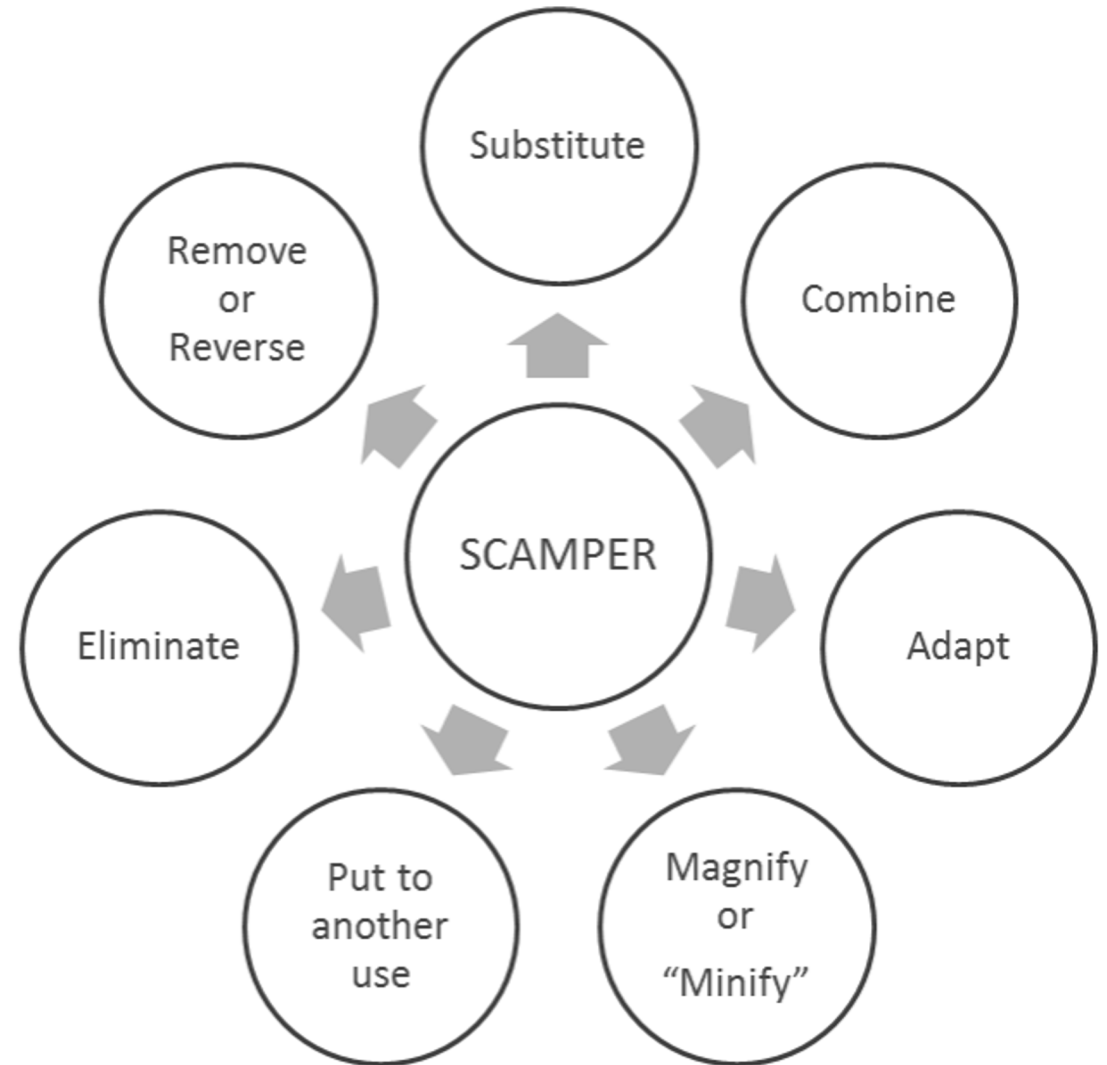 SCAMPER
Substitute
Combine
Adapt
Magnify
or
“Minify”
Put to
another
use
Eliminate
Remove
or
Reverse